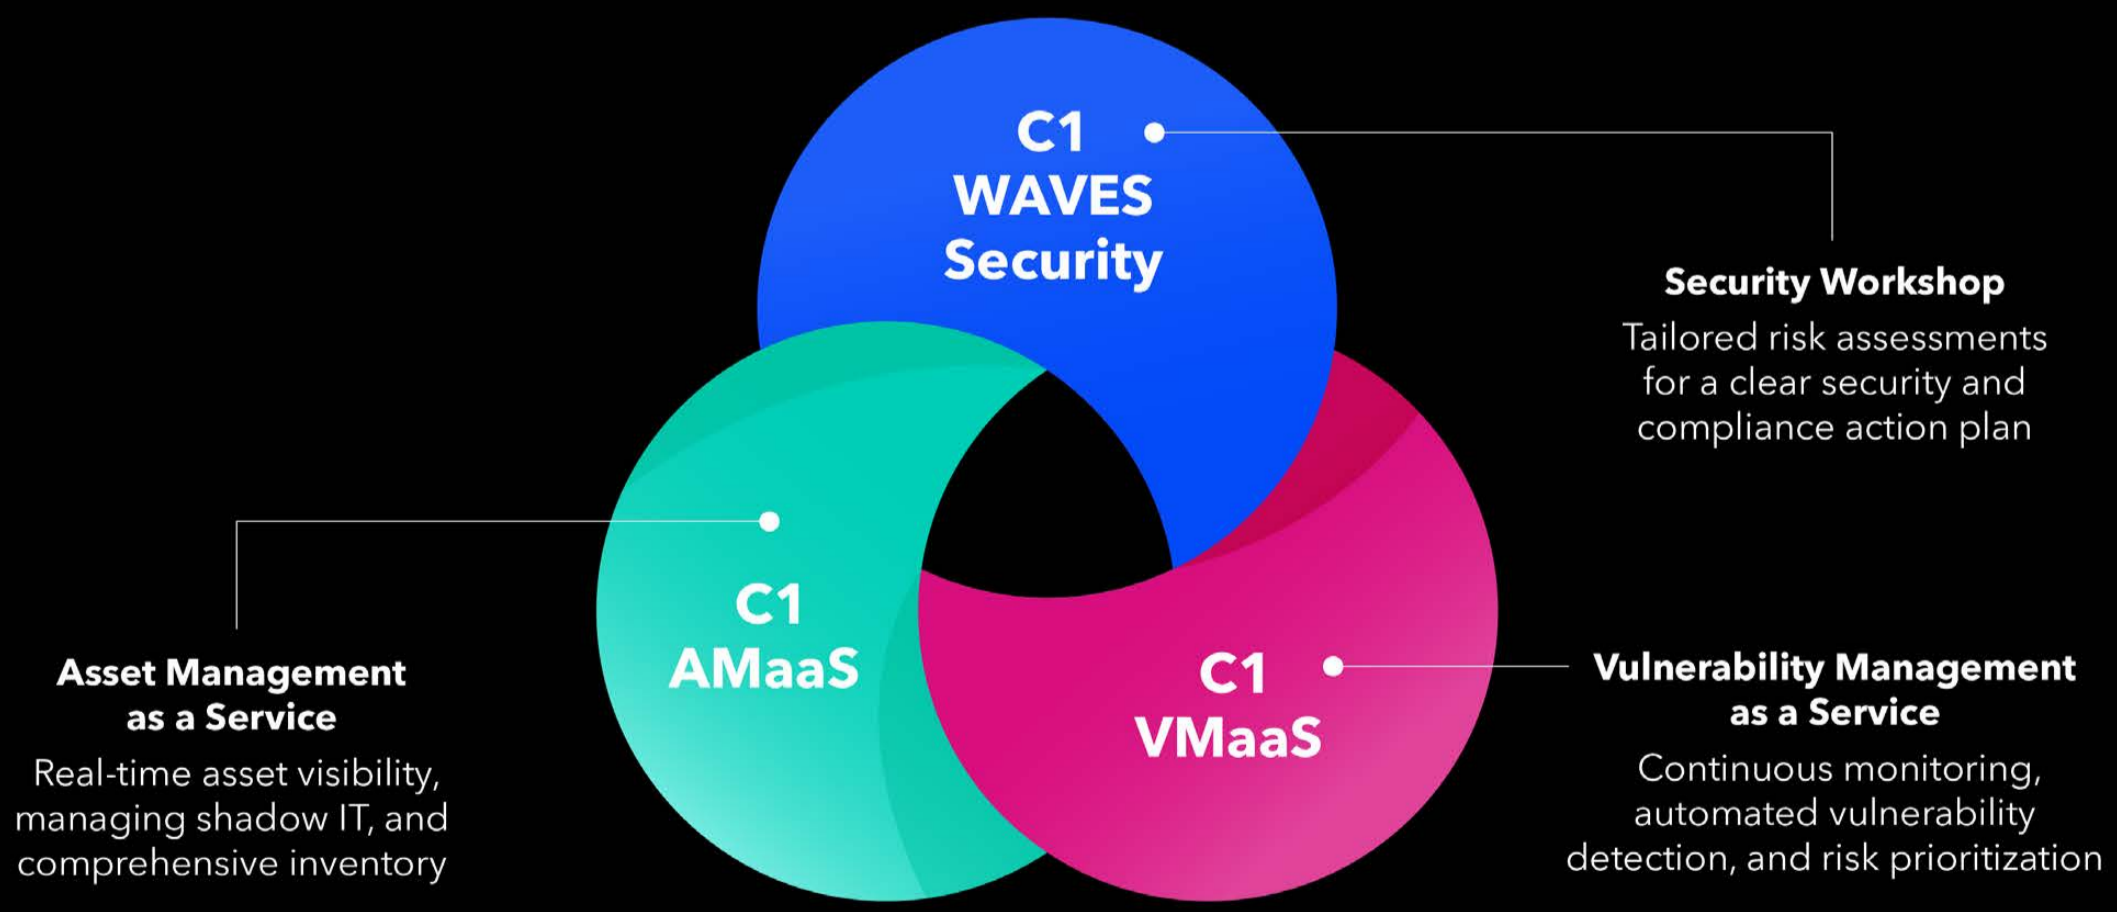 C1
WAVES
Security
Security Workshop
Tailored risk assessments
for a clear security and
compliance action plan
C1
AMaaS
Asset Management
as a Service
Real-time asset visibility,
managing shadow IT, and
comprehensive inventory
C1
VMaaS
Vulnerability Management
as a Service
Continuous monitoring,
automated vulnerability
detection, and risk prioritization